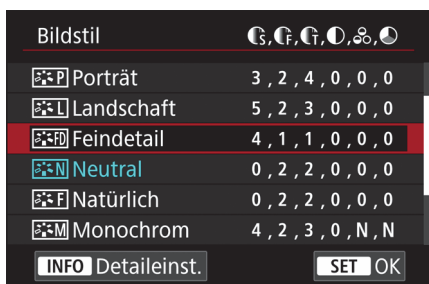 Bildstil S, F, T, , ,
P Porträt 3, 2, 4, 0, 0, 0
L Landschaft 5, 2, 3, 0, 0, 0
FD Feindetail 4, 1, 1, 0, 0, 0
N Neutral 0, 2, 2, 0, 0, 0
F Natürlich 0, 2, 2, 0, 0, 0
M Monochrom 4, 2, 3, 0, N, N
INFO Detaileinst. SET OK